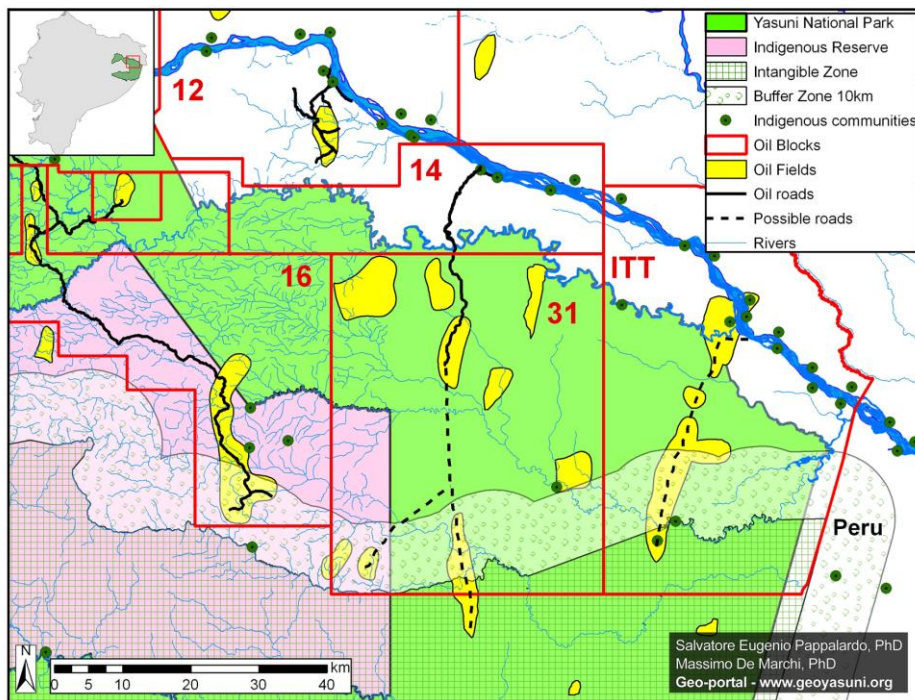 Yasuni National Park
Indigenous Reserve
Intangible Zone
Buffer Zone 10km
Indigenous communities
Oil Blocks
Oil Fields
Oil roads
Possible roads
Rivers
12
14
16
ITT
31
Peru
N
km
0 5 10 20 30 40
Salvatore Eugenio Pappalardo, PhD
Massimo De Marchi, PhD
Geo-portal - www.geoyasuni.org